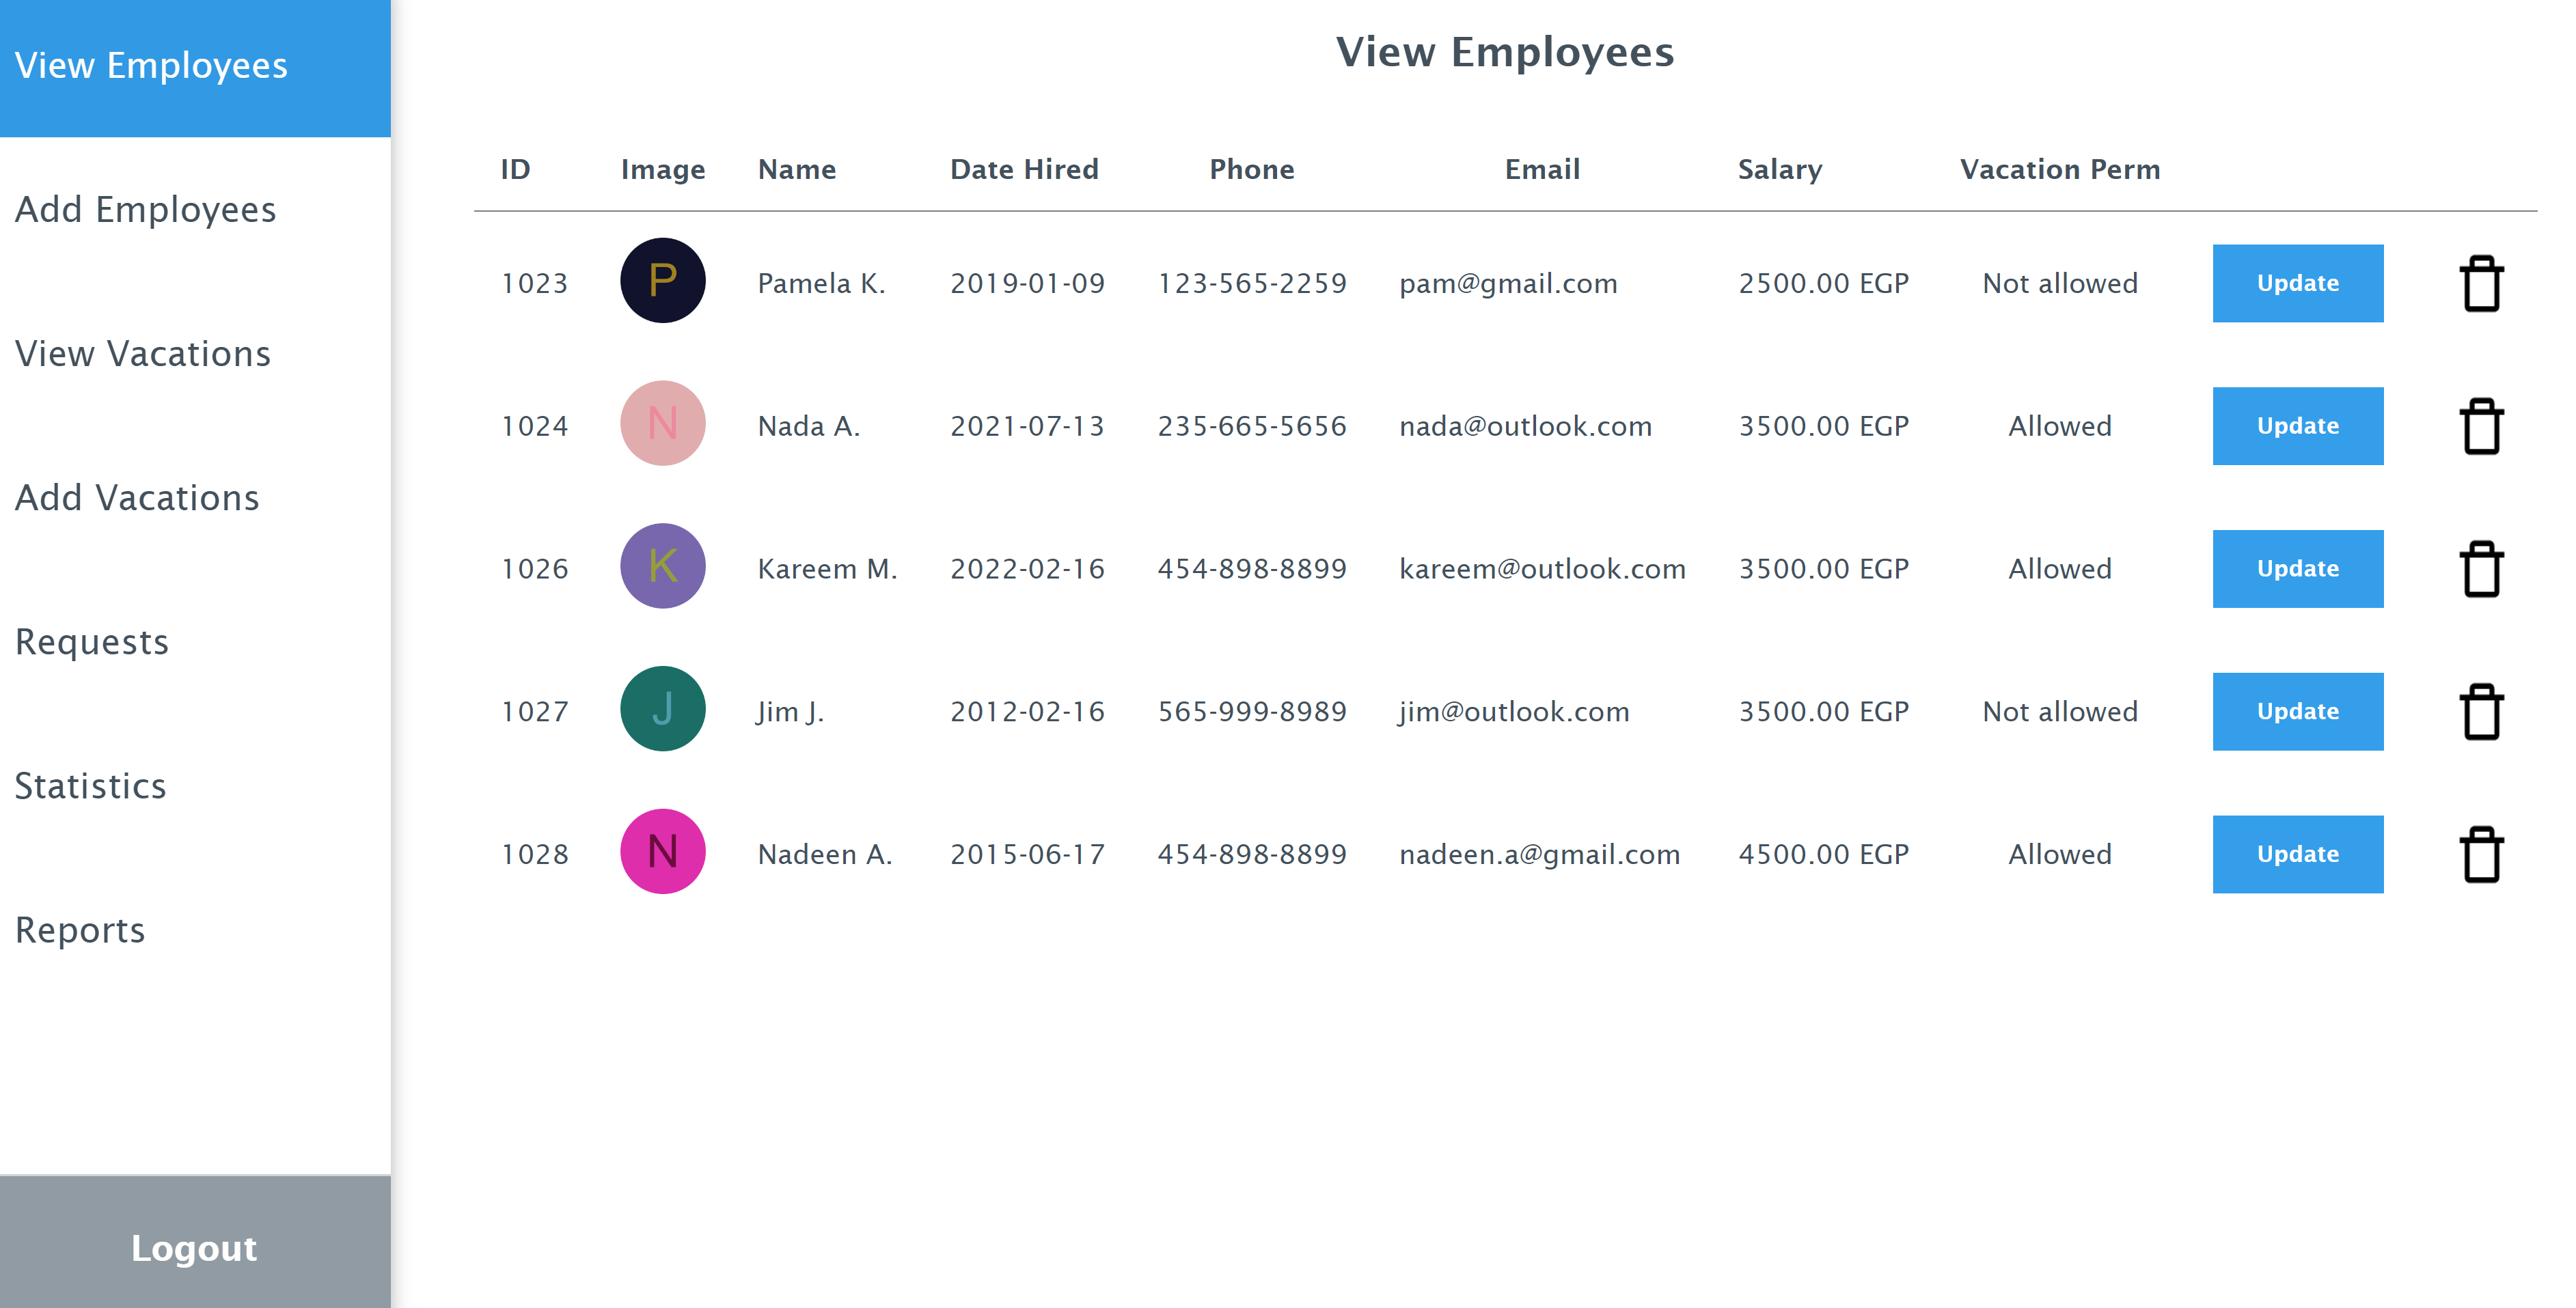 View Employees
Add Employees
View Vacations
Add Vacations
Requests
Statistics
Reports
Logout
View Employees
ID Image Name Date Hired Phone Email Salary Vacation Perm
1023 P Pamela K. 2019-01-09 123-565-2259 pam@gmail.com 2500.00 EGP Not allowed Update
1024 N Nada A. 2021-07-13 235-665-5656 nada@outlook.com 3500.00 EGP Allowed Update
1026 K Kareem M. 2022-02-16 454-898-8899 kareem@outlook.com 3500.00 EGP Allowed Update
1027 J Jim J. 2012-02-16 565-999-8989 jim@outlook.com 3500.00 EGP Not allowed Update
1028 N Nadeen A. 2015-06-17 454-898-8899 nadeen.a@gmail.com 4500.00 EGP Allowed Update